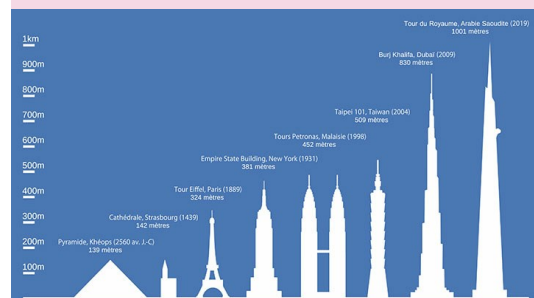 Tour du Royaume, Arabie Saoudite (2019)
1001 mètres
1km
Burj Khalifa, Dubaï (2009)
830 mètres
900m
800m
Taipei 101, Taiwan (2004)
509 mètres
700m
Tours Petronas, Malaisie (1998)
452 mètres
600m
Empire State Building, New York (1931)
381 mètres
500m
Tour Eiffel, Paris (1889)
324 mètres
400m
Cathédrale, Strasbourg (1439)
142 mètres
300m
Pyramide, Khéops (2560 av. J.-C)
139 mètres
200m
100m